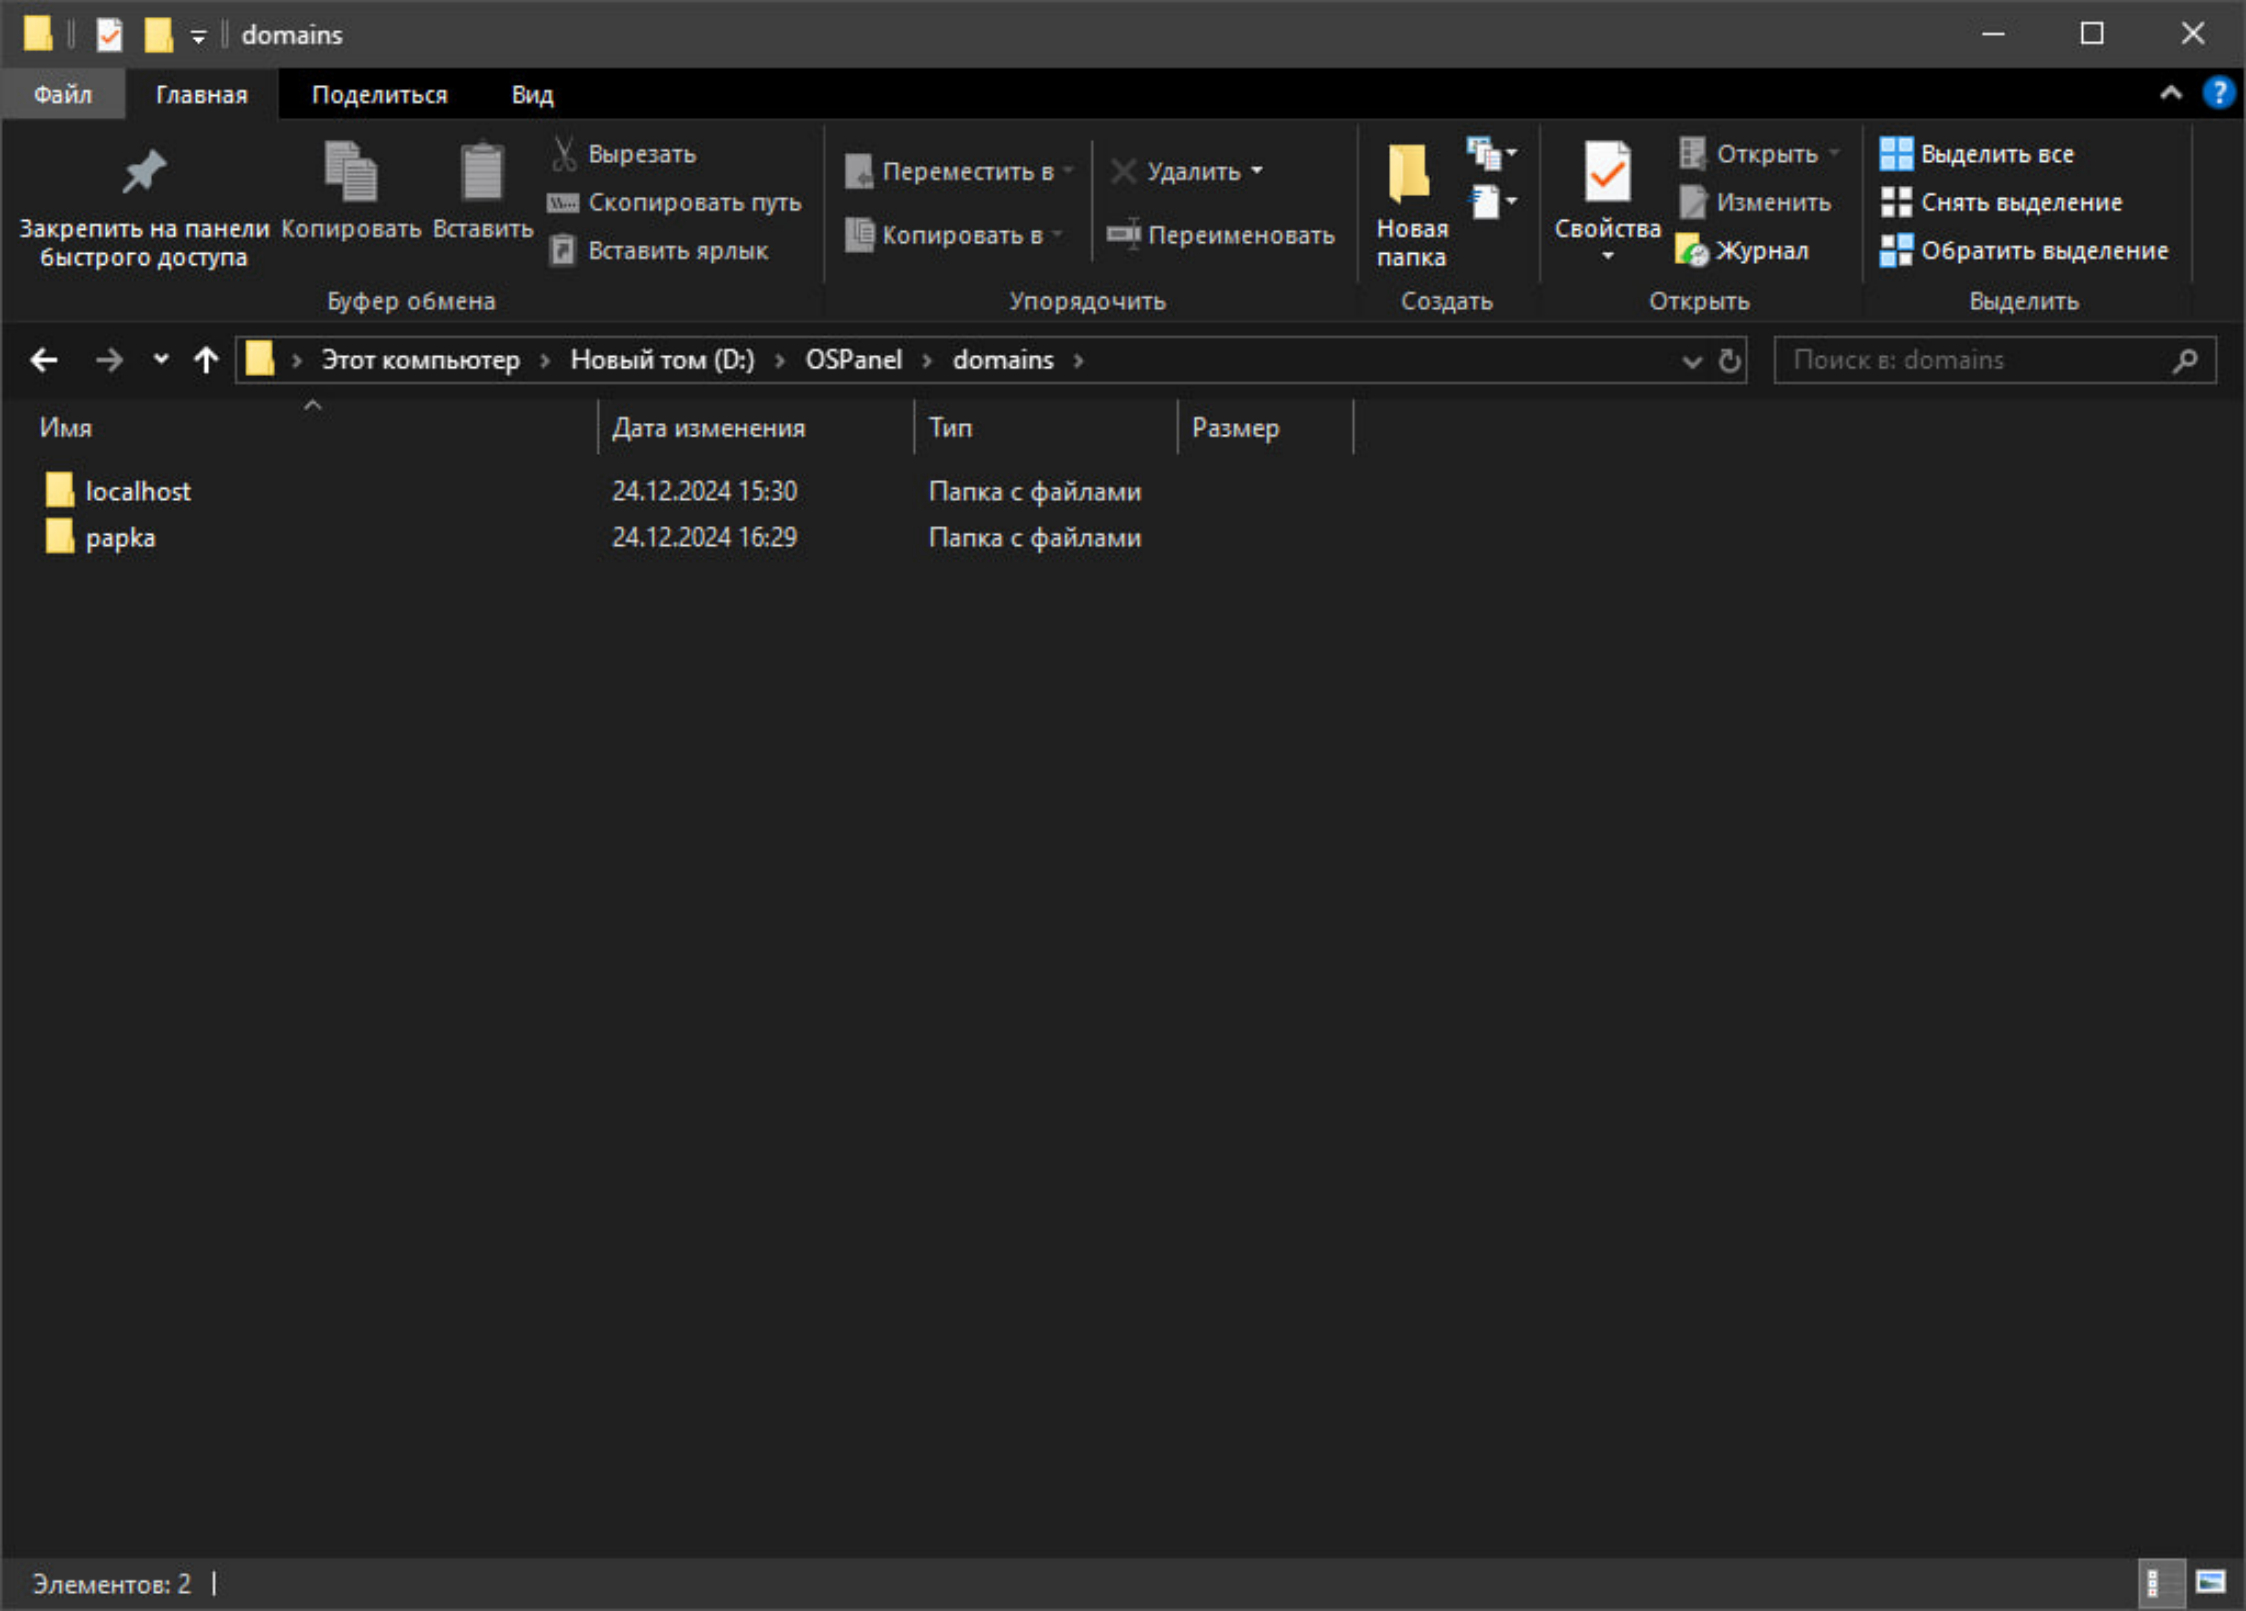 domains
Файл Главная Поделиться Вид
Закрепить на панели быстрого доступа
Копировать
Вставить
Вырезать
Скопировать путь
Вставить ярлык
Буфер обмена
Переместить в
Копировать в
Удалить
Переименовать
Упорядочить
Новая папка
Создать
Свойства
Открыть
Изменить
Журнал
Открыть
Выделить все
Снять выделение
Обратить выделение
Выделить
Этот компьютер Новый том (D:) OSPanel domains
Поиск в: domains
Имя Дата изменения Тип Размер
localhost 24.12.2024 15:30 Папка с файлами
papka 24.12.2024 16:29 Папка с файлами
Элементов: 2